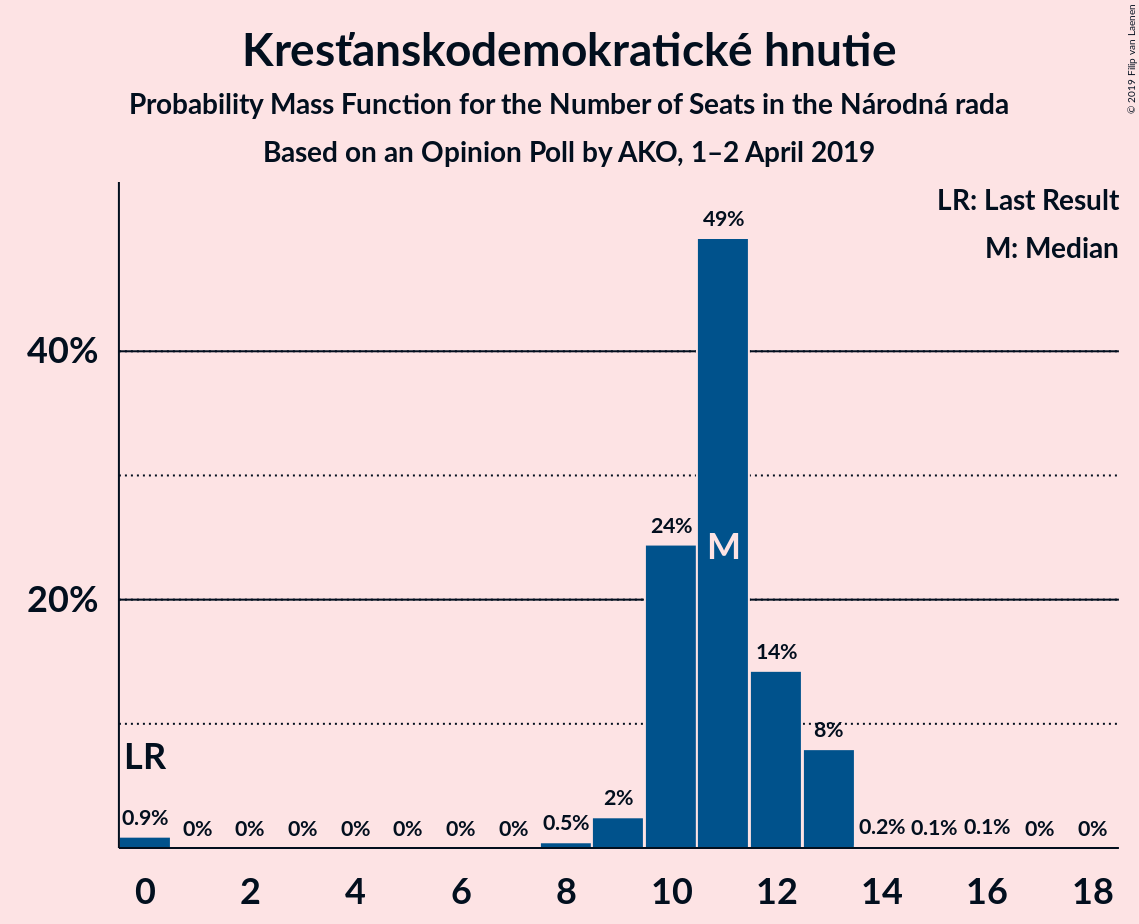 Kresťanskodemokratické hnutie
Probability Mass Function for the Number of Seats in the Národná rada
Based on an Opinion Poll by AKO, 1–2 April 2019
© 2019 Filip van Laenen
LR: Last Result
M: Median
49%
40%
24%
M
20%
14%
8%
LR
0.9% 0% 0% 0% 0% 0% 0% 0% 0.5% 2% 0.2% 0.1% 0.1% 0% 0%
0 2 4 6 8 10 12 14 16 18